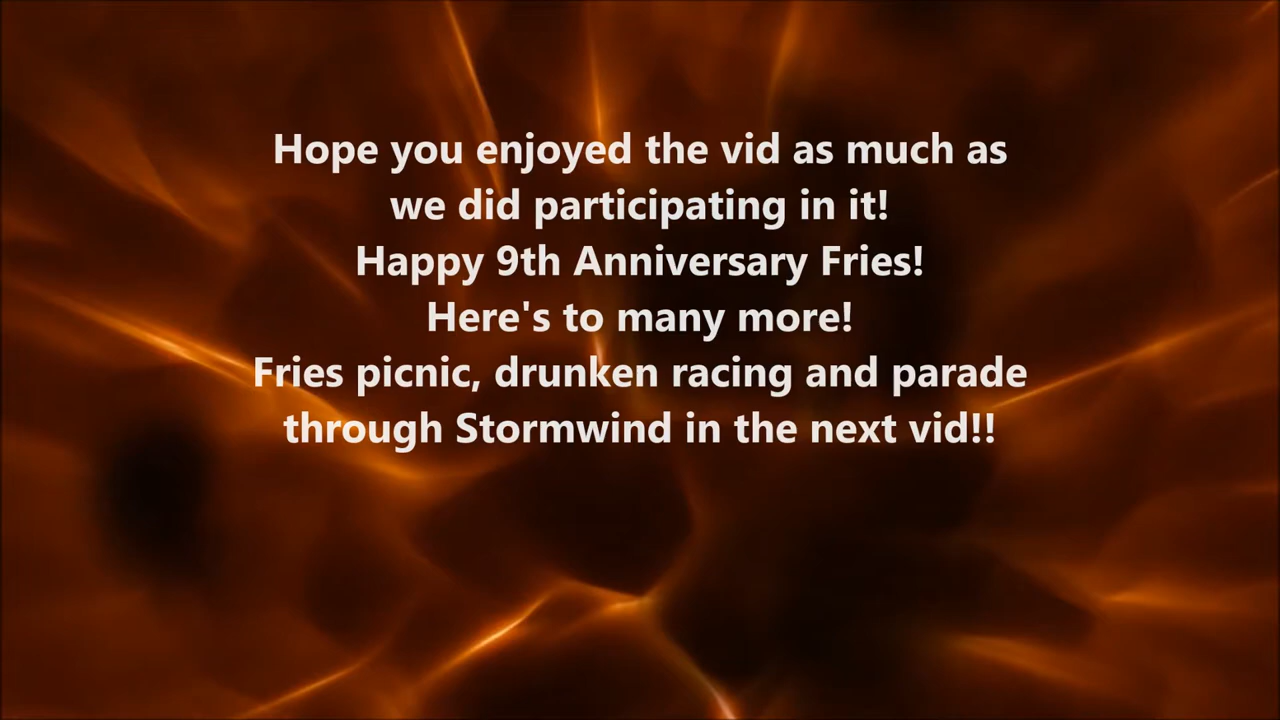 Hope you enjoyed the vid as much as
we did participating in it!
Happy 9th Anniversary Fries!
Here's to many more!
Fries picnic, drunken racing and parade
through Stormwind in the next vid!!